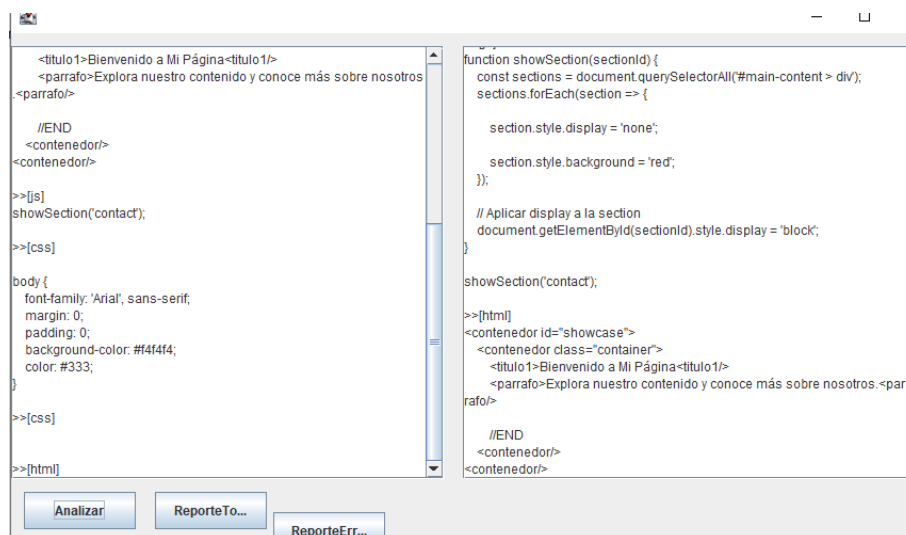 <titulo1>Bienvenido a Mi Página<titulo1/>
<parrafo>Explora nuestro contenido y conoce más sobre nosotros
.<parrafo/>
//END
<contenedor/>
<contenedor/>
>>[js]
showSection('contact');
>>[css]
body {
font-family: 'Arial', sans-serif;
margin: 0;
padding: 0;
background-color: #f4f4f4;
color: #333;
}
>>[css]
>>[html]
function showSection(sectionId) {
const sections = document.querySelectorAll('#main-content > div');
sections.forEach(section => {
section.style.display = 'none';
section.style.background = 'red';
});
// Aplicar display a la section
document.getElementById(sectionId).style.display = 'block';
}
showSection('contact');
>>[html]
<contenedor id="showcase">
<contenedor class="container">
<titulo1>Bienvenido a Mi Página<titulo1/>
<parrafo>Explora nuestro contenido y conoce más sobre nosotros.<par
rafo/>
//END
<contenedor/>
<contenedor/>
Analizar
ReporteTo...
ReporteErr...